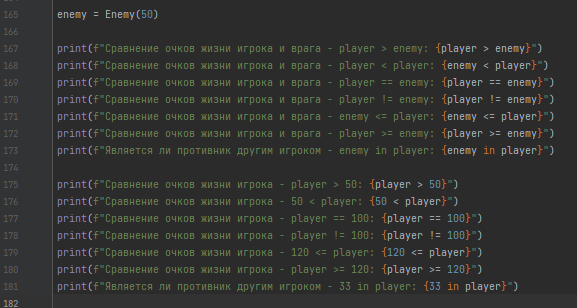 165 enemy = Enemy(50)
166
167 print(f"Сравнение очков жизни игрока и врага - player > enemy: {player > enemy}")
168 print(f"Сравнение очков жизни игрока и врага - player < player: {enemy < player}")
169 print(f"Сравнение очков жизни игрока и врага - player == enemy: {player == enemy}")
170 print(f"Сравнение очков жизни игрока и врага - player != enemy: {player != enemy}")
171 print(f"Сравнение очков жизни игрока и врага - enemy <= player: {enemy <= player}")
172 print(f"Сравнение очков жизни игрока и врага - player >= enemy: {player >= enemy}")
173 print(f"Является ли противник другим игроком - enemy in player: {enemy in player}")
174
175 print(f"Сравнение очков жизни игрока - player > 50: {player > 50}")
176 print(f"Сравнение очков жизни игрока - 50 < player: {50 < player}")
177 print(f"Сравнение очков жизни игрока - player == 100: {player == 100}")
178 print(f"Сравнение очков жизни игрока - player != 100: {player != 100}")
179 print(f"Сравнение очков жизни игрока - 120 <= player: {120 <= player}")
180 print(f"Сравнение очков жизни игрока - player >= 120: {player >= 120}")
181 print(f"Является ли противник другим игроком - 33 in player: {33 in player}")
182